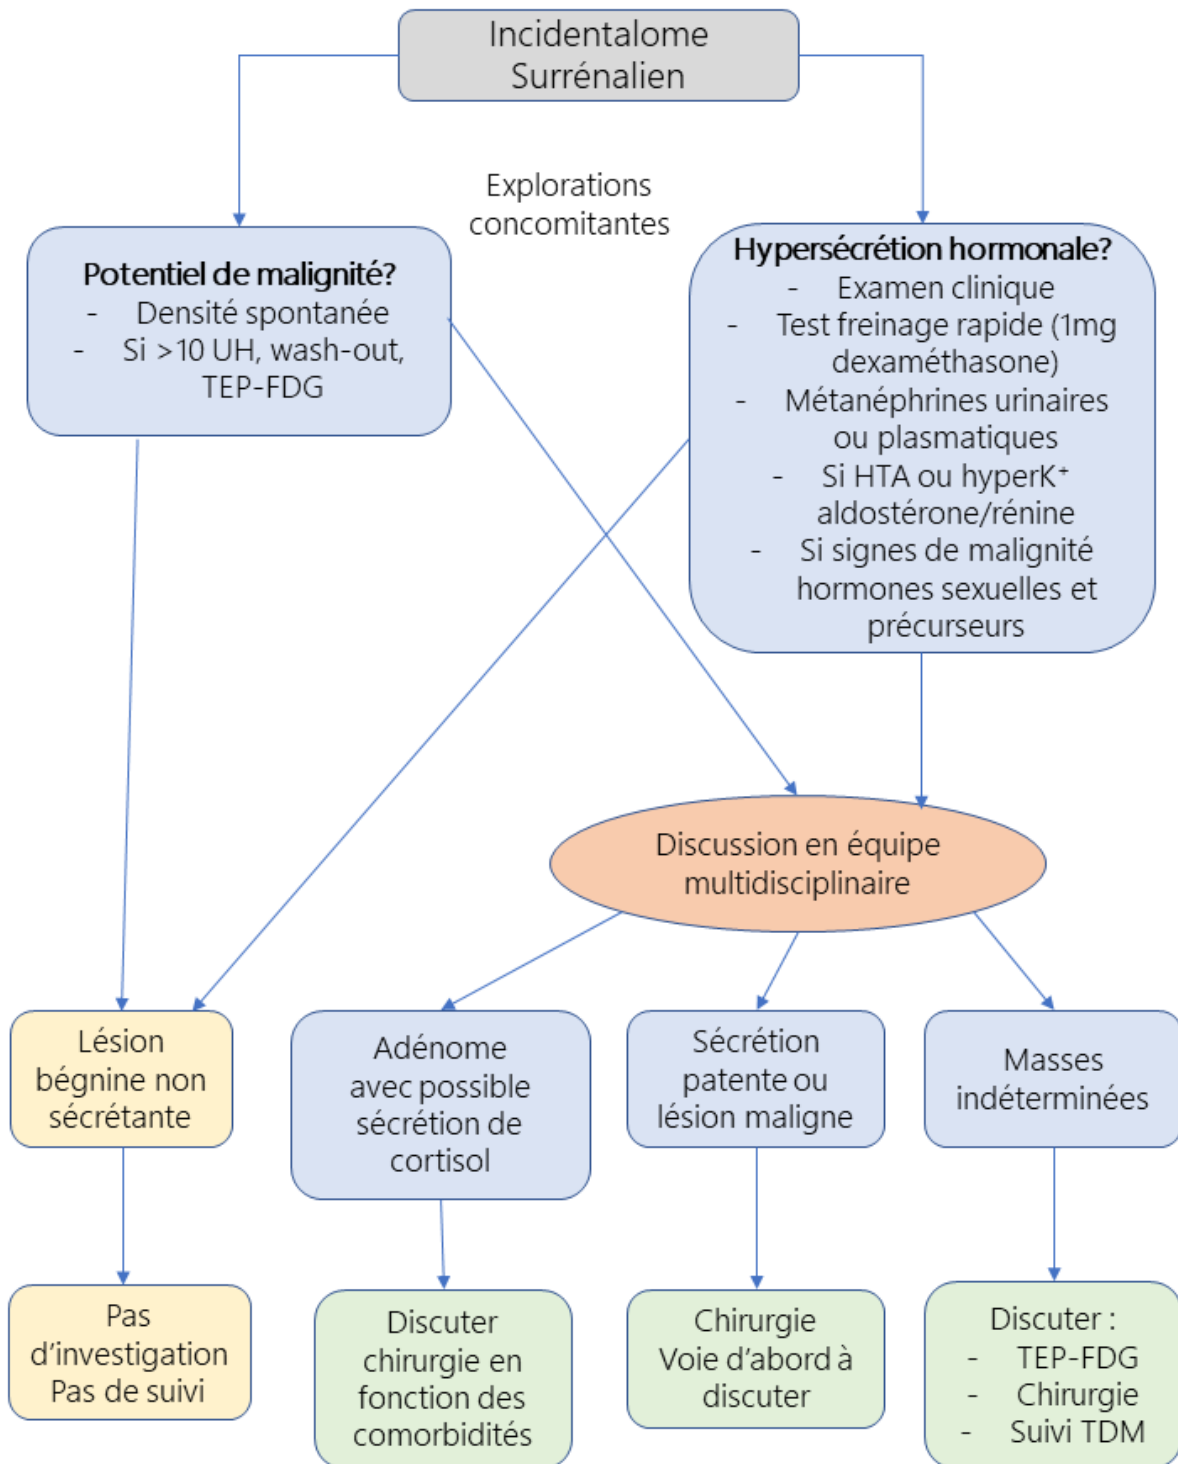 Incidentalome
Surrénalien
Explorations
concomitantes
Potentiel de malignité?
- Densité spontanée
- Si >10 UH, wash-out,
TEP-FDG
Hypersécrétion hormonale?
- Examen clinique
- Test freinage rapide (1mg
dexaméthasone)
- Métanéphrines urinaires
ou plasmatiques
- Si HTA ou hyperK⁺
aldostérone/rénine
- Si signes de malignité
hormones sexuelles et
précurseurs
Discussion en équipe
multidisciplinaire
Lésion
bégnine non
sécrétante
Adénome
avec possible
sécrétion de
cortisol
Sécrétion
patente ou
lésion maligne
Masses
indéterminées
Pas
d’investigation
Pas de suivi
Discuter
chirurgie en
fonction des
comorbidités
Chirurgie
Voie d’abord à
discuter
Discuter :
- TEP-FDG
- Chirurgie
- Suivi TDM